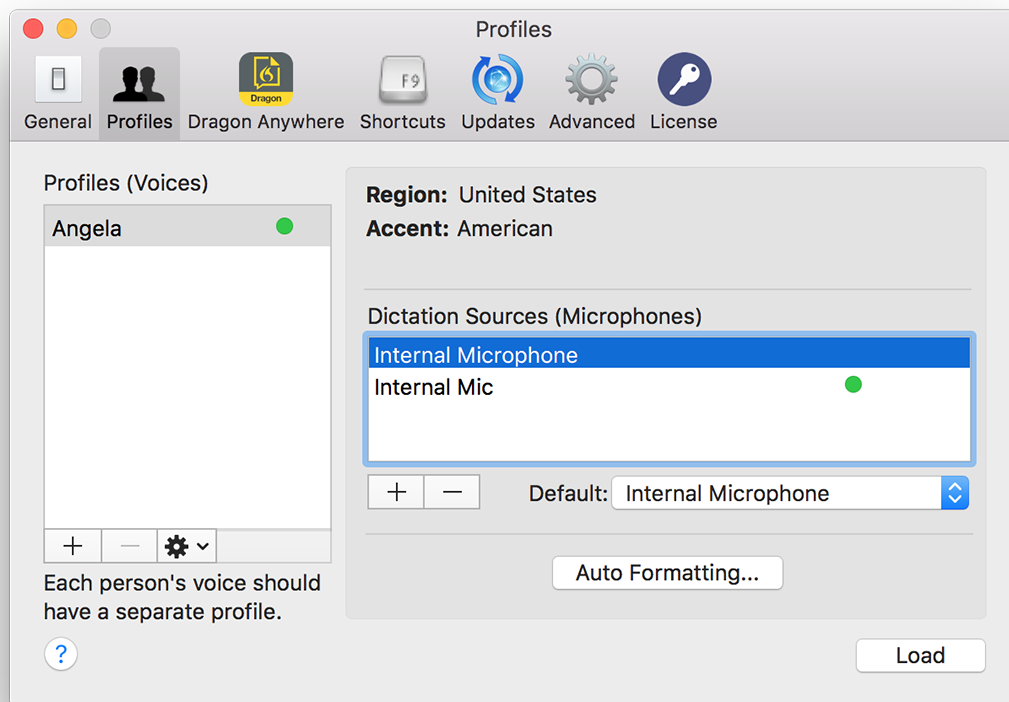 Profiles
F9
Dragon
General Profiles Dragon Anywhere Shortcuts Updates Advanced License
Profiles (Voices)
Angela
Each person's voice should
have a separate profile.
?
Region: United States
Accent: American
Dictation Sources (Microphones)
Internal Microphone
Internal Mic
Default: Internal Microphone
Auto Formatting...
Load